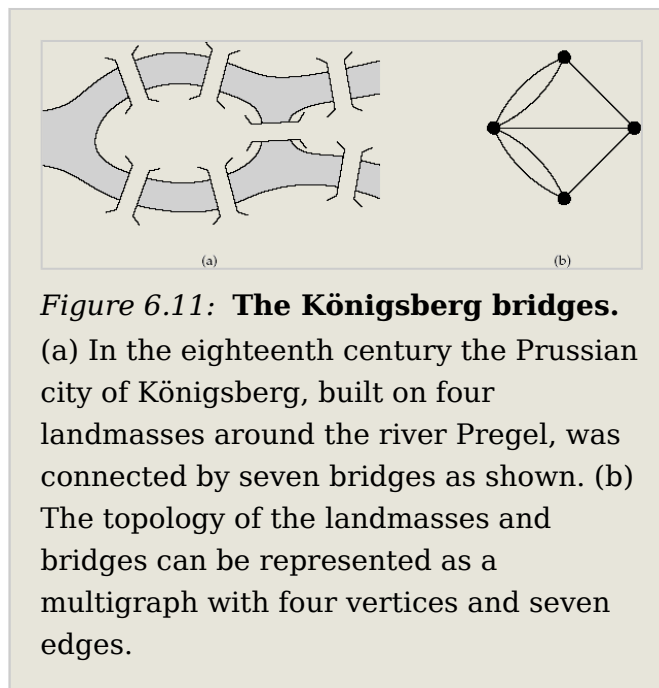 (a) (b)
Figure 6.11: The Königsberg bridges.
(a) In the eighteenth century the Prussian
city of Königsberg, built on four
landmasses around the river Pregel, was
connected by seven bridges as shown. (b)
The topology of the landmasses and
bridges can be represented as a
multigraph with four vertices and seven
edges.